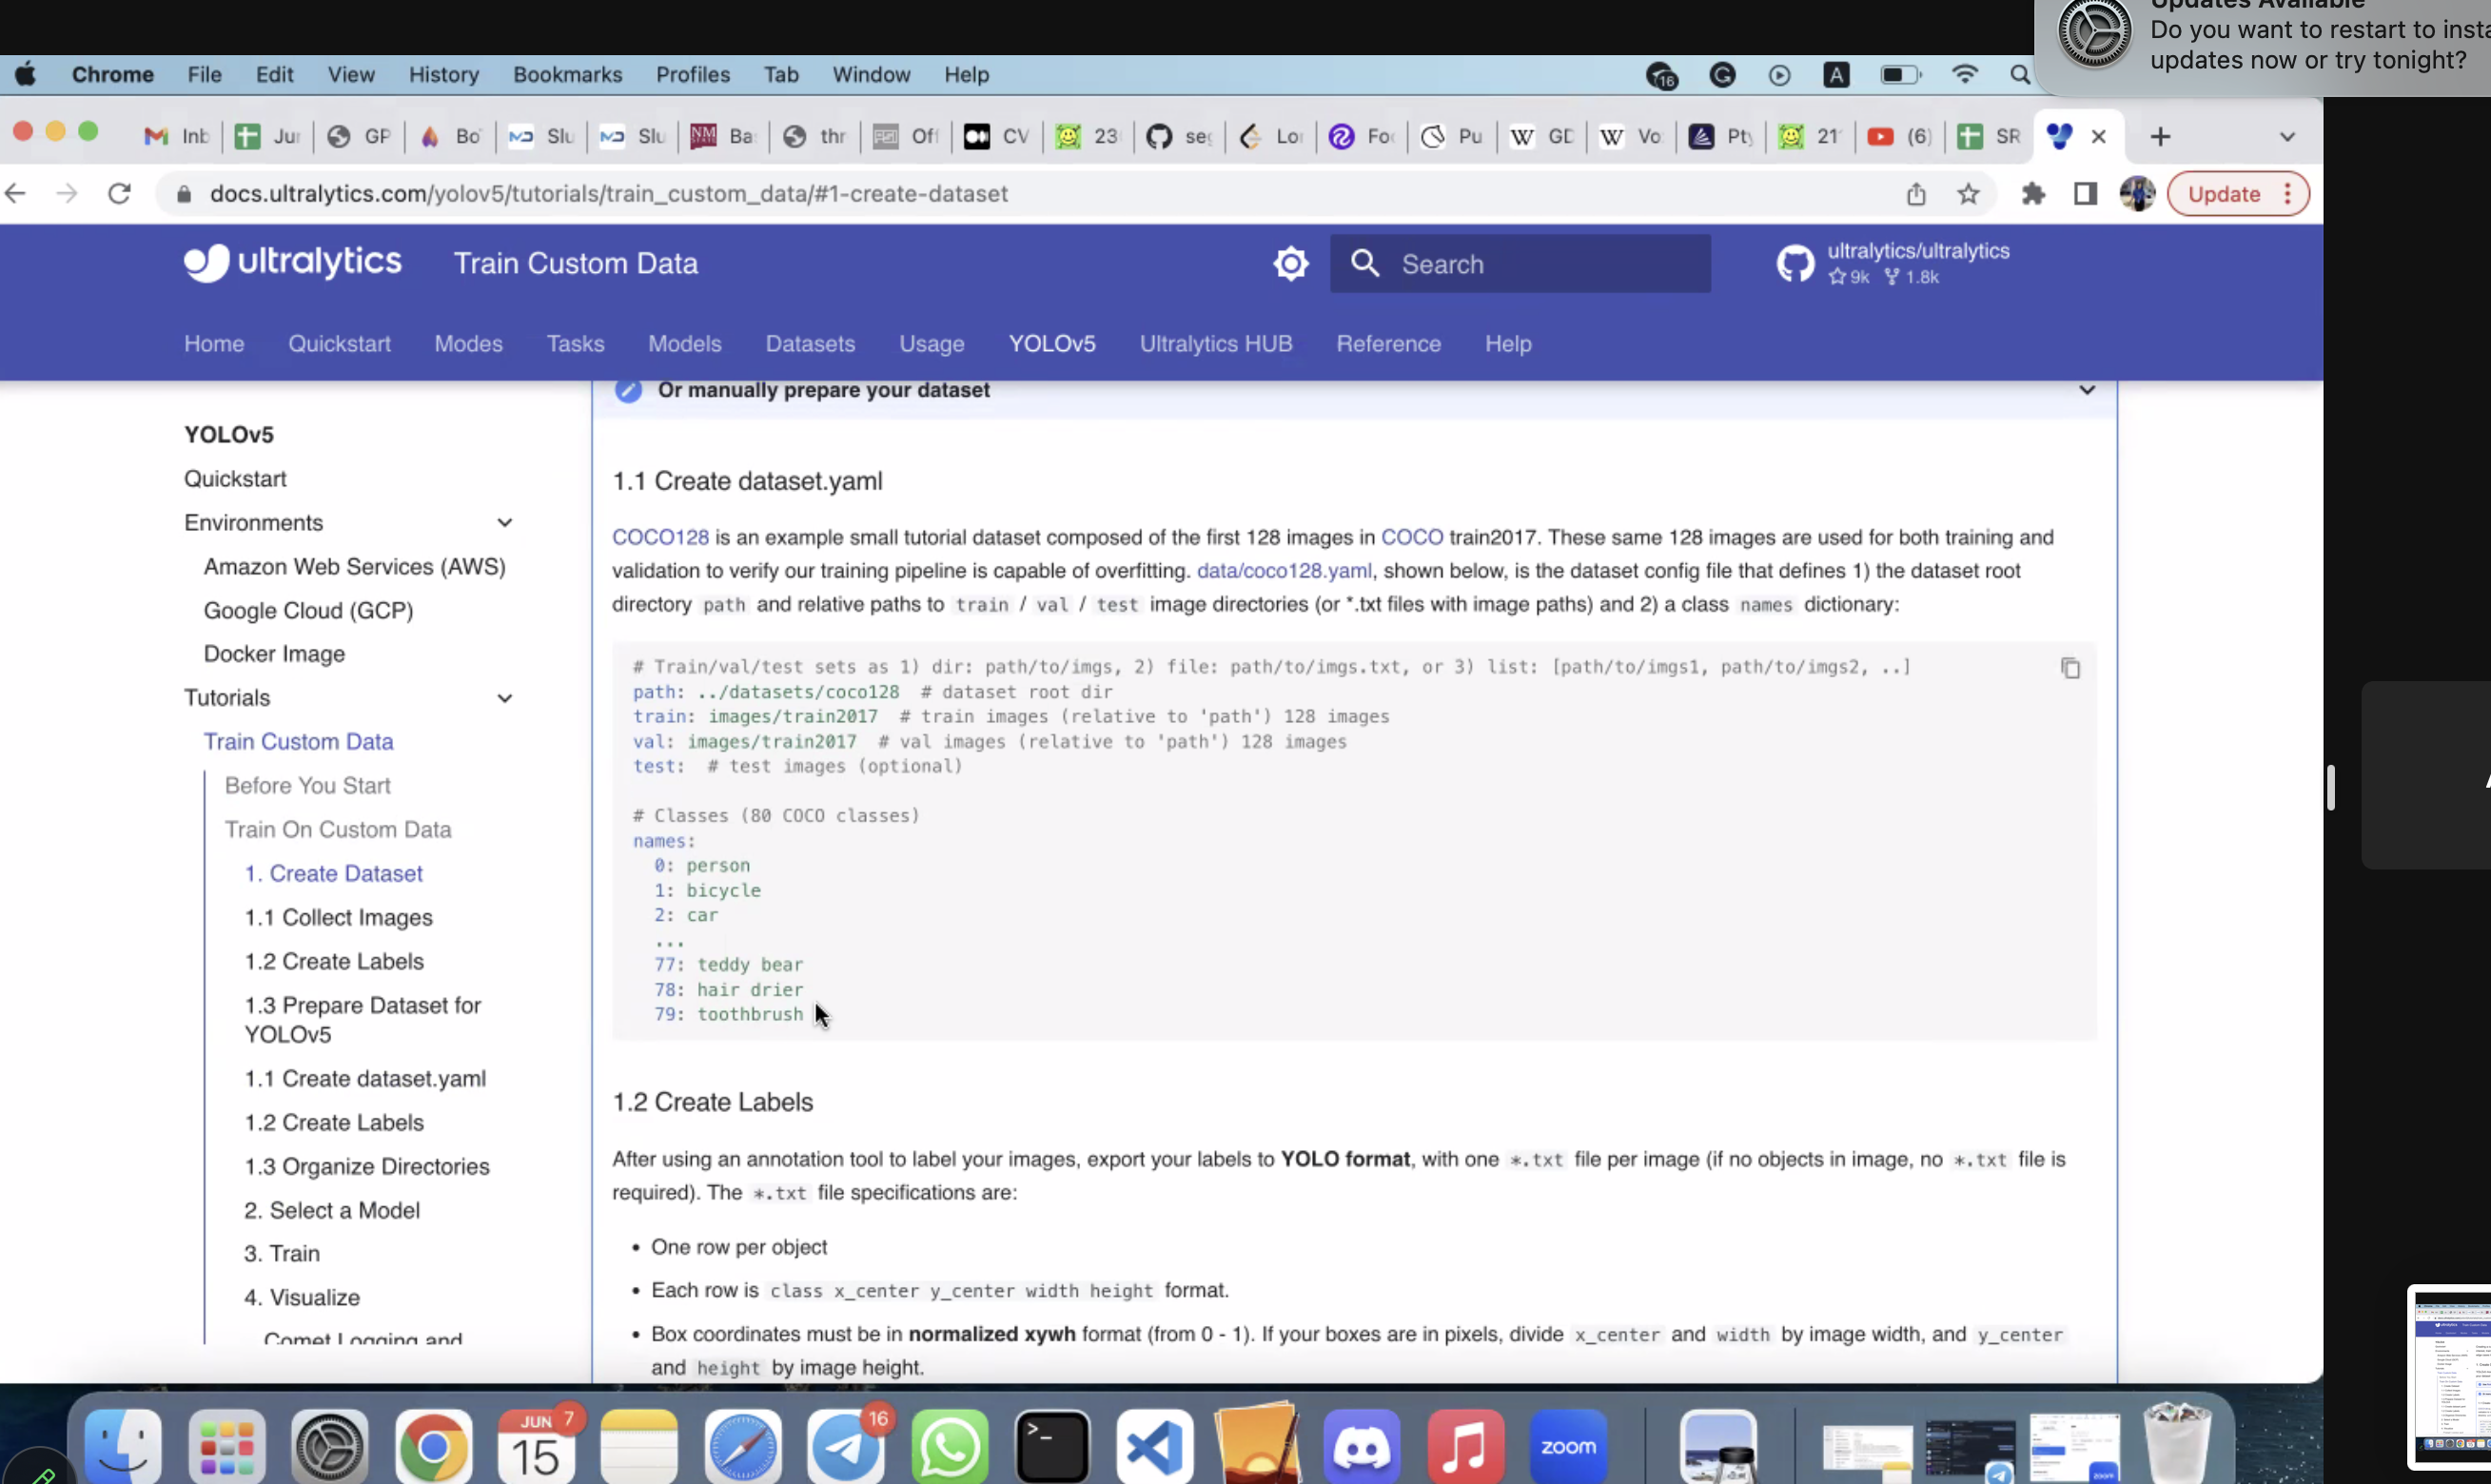 Updates Available
Do you want to restart to insta
updates now or try tonight?
Chrome File Edit View History Bookmarks Profiles Tab Window Help
16
A
Inb Jur GP Bo Slu Slu NM STATE Ba thr Off CV 23 seg Lor Foc Pu GD Vo Pty 21 (6) SR
docs.ultralytics.com/yolov5/tutorials/train_custom_data/#1-create-dataset
Update
ultralytics
Train Custom Data
Search
ultralytics/ultralytics
9k 1.8k
Home Quickstart Modes Tasks Models Datasets Usage YOLOv5 Ultralytics HUB Reference Help
YOLOv5
Quickstart
Environments
Amazon Web Services (AWS)
Google Cloud (GCP)
Docker Image
Tutorials
Train Custom Data
Before You Start
Train On Custom Data
1. Create Dataset
1.1 Collect Images
1.2 Create Labels
1.3 Prepare Dataset for
YOLOv5
1.1 Create dataset.yaml
1.2 Create Labels
1.3 Organize Directories
2. Select a Model
3. Train
4. Visualize
Comet Logging and
Or manually prepare your dataset
1.1 Create dataset.yaml
COCO128 is an example small tutorial dataset composed of the first 128 images in COCO train2017. These same 128 images are used for both training and
validation to verify our training pipeline is capable of overfitting. data/coco128.yaml, shown below, is the dataset config file that defines 1) the dataset root
directory path and relative paths to train / val / test image directories (or *.txt files with image paths) and 2) a class names dictionary:
# Train/val/test sets as 1) dir: path/to/imgs, 2) file: path/to/imgs.txt, or 3) list: [path/to/imgs1, path/to/imgs2, ..]
path: ../datasets/coco128 # dataset root dir
train: images/train2017 # train images (relative to 'path') 128 images
val: images/train2017 # val images (relative to 'path') 128 images
test: # test images (optional)
# Classes (80 COCO classes)
names:
0: person
1: bicycle
2: car
...
77: teddy bear
78: hair drier
79: toothbrush
1.2 Create Labels
After using an annotation tool to label your images, export your labels to YOLO format, with one *.txt file per image (if no objects in image, no *.txt file is
required). The *.txt file specifications are:
• One row per object
• Each row is class x_center y_center width height format.
• Box coordinates must be in normalized xywh format (from 0 - 1). If your boxes are in pixels, divide x_center and width by image width, and y_center
and height by image height.
JUN 7
15
16
zoom